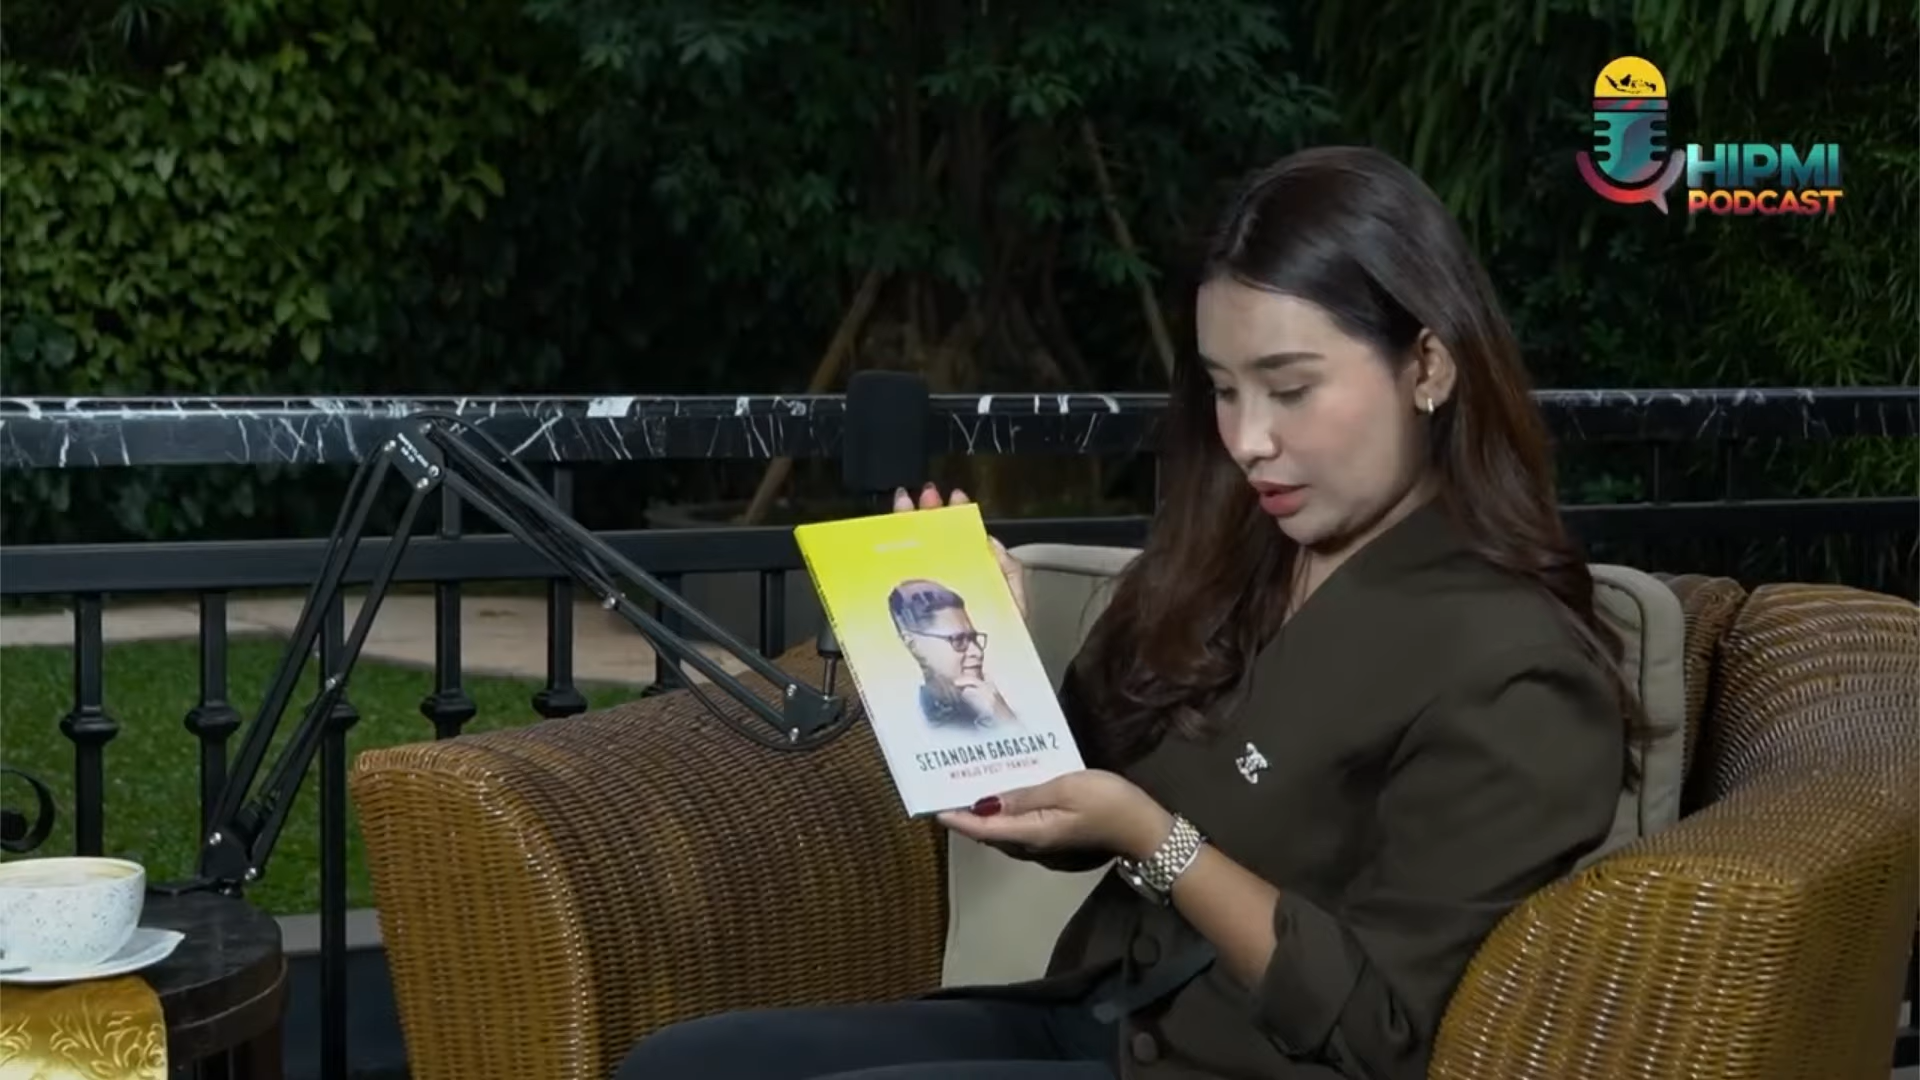 HIPMI
PODCAST
SETANDAN GAGASAN 2
MENUJU POST PANDEMI